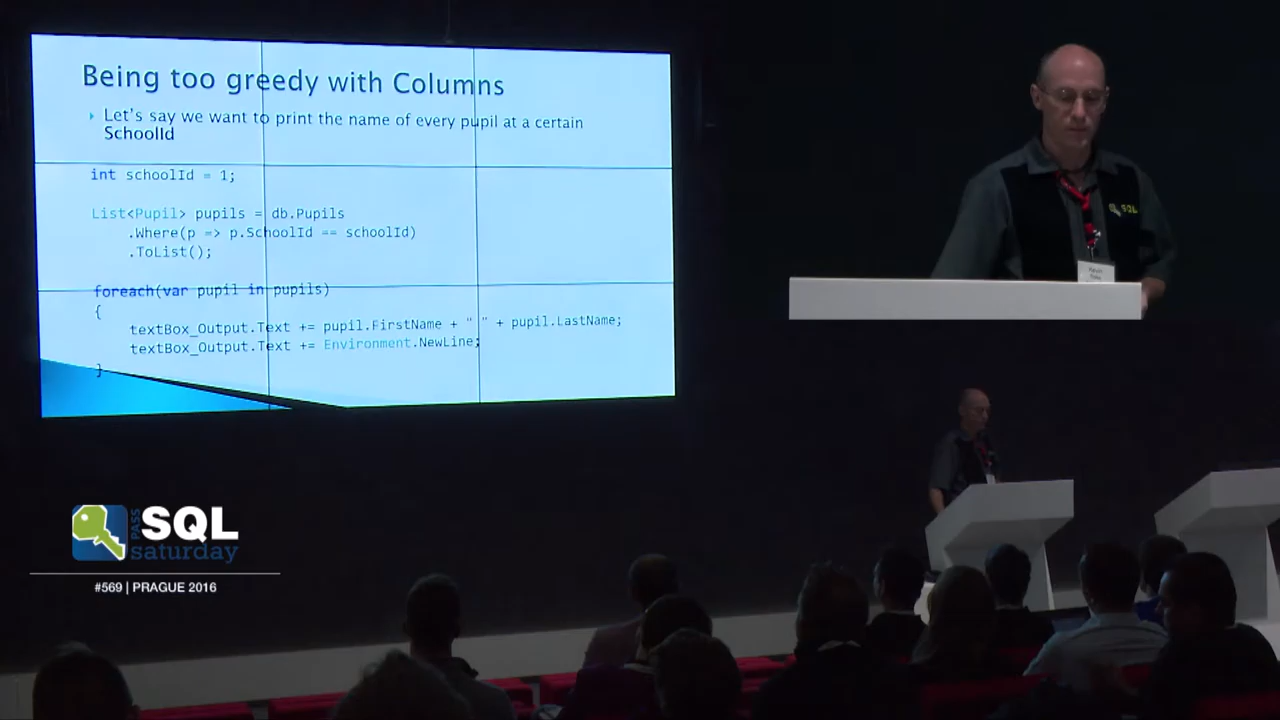 Being too greedy with Columns
Let's say we want to print the name of every pupil at a certain
SchoolId
int schoolId = 1;
List<Pupil> pupils = db.Pupils
.Where(p => p.SchoolId == schoolId)
.ToList();
foreach(var pupil in pupils)
{
textBox_Output.Text += pupil.FirstName + " " + pupil.LastName;
textBox_Output.Text += Environment.NewLine;
}
SQL
PASS
SQL
saturday
#569 | PRAGUE 2016